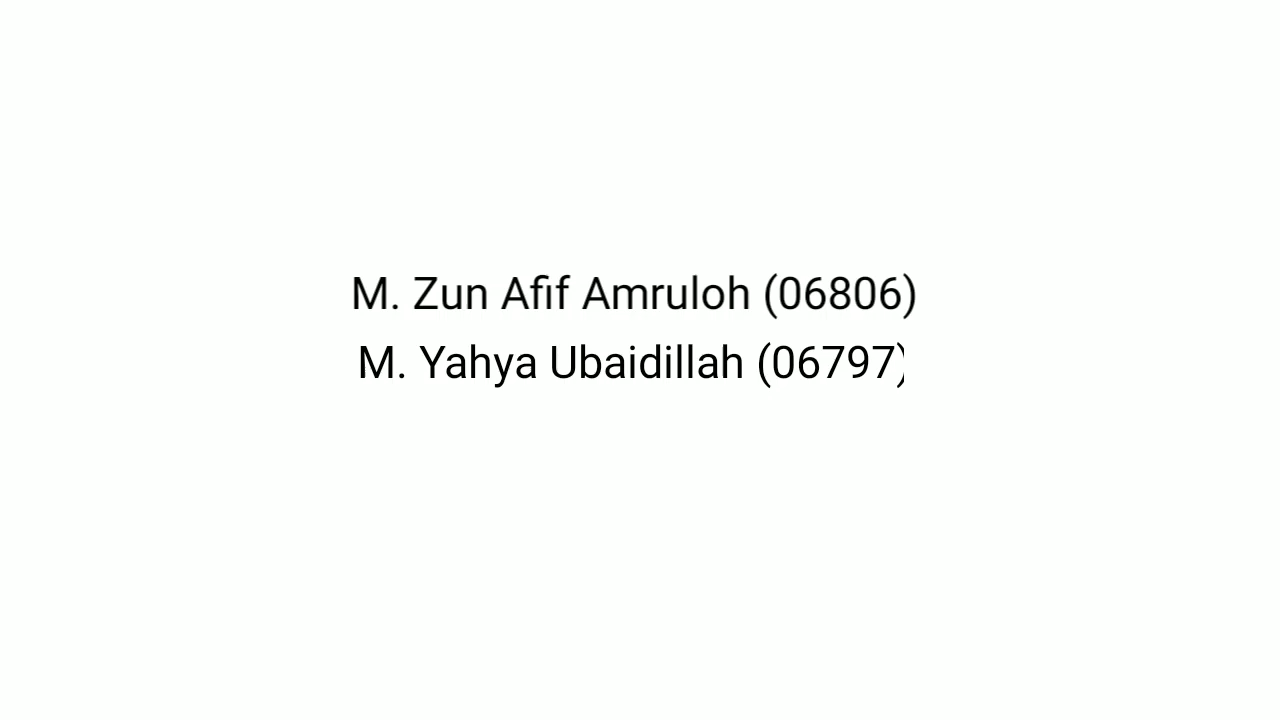 M. Zun Afif Amruloh (06806)
M. Yahya Ubaidillah (06797)